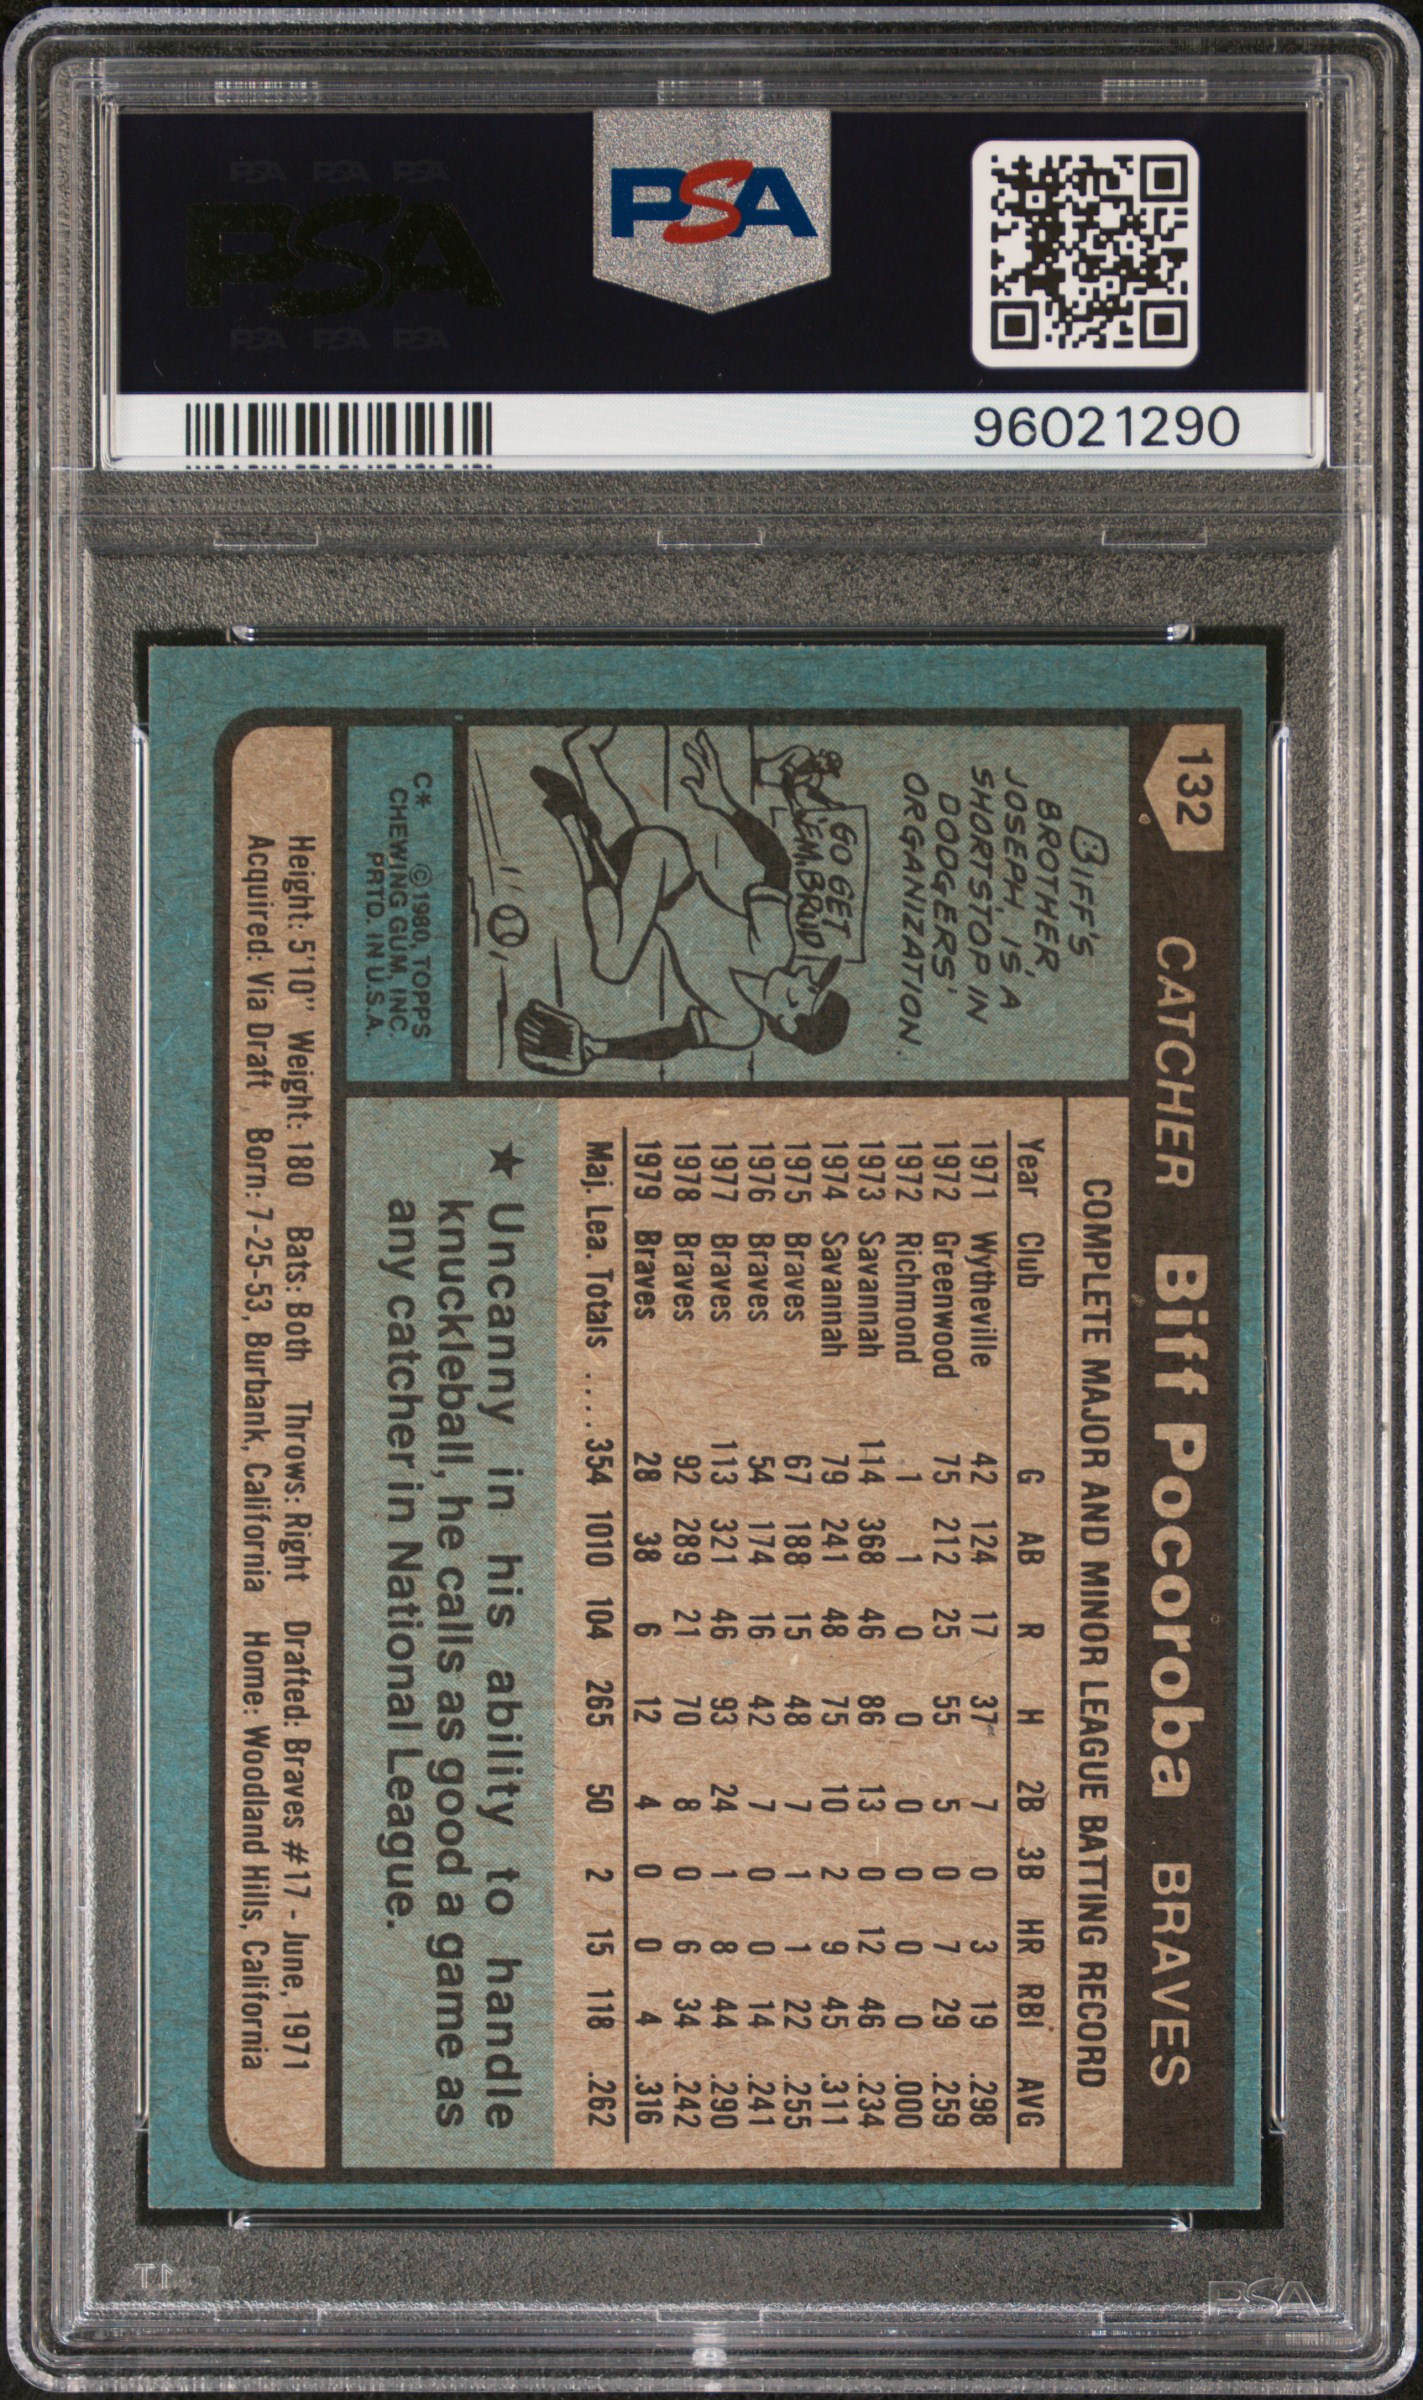 PSA PSA PSA
PSA
PSA PSA PSA
PSA
96021290
132 CATCHER Biff Pocoroba BRAVES
BIFF'S
BROTHER
JOSEPH IS A
SHORTSTOP IN
DODGERS'
ORGANIZATION.
GO GET
'EM, BRUD
C* ©1980, TOPPS
CHEWING GUM, INC.
PRTD. IN U.S.A.
COMPLETE MAJOR AND MINOR LEAGUE BATTING RECORD
Year Club G AB R H 2B 3B HR RBI AVG
1971 Wytheville 42 124 17 37 7 0 3 19 .298
1972 Greenwood 75 212 25 55 5 0 7 29 .259
1972 Richmond 1 1 0 0 0 0 0 0 .000
1973 Savannah 114 368 46 86 13 0 12 46 .234
1974 Savannah 79 241 48 75 10 2 9 45 .311
1975 Braves 67 188 15 48 7 1 1 22 .255
1976 Braves 54 174 16 42 7 0 0 14 .241
1977 Braves 113 321 46 93 24 1 8 44 .290
1978 Braves 92 289 21 70 8 0 6 34 .242
1979 Braves 28 38 6 12 4 0 0 4 .316
Maj. Lea. Totals .... 354 1010 104 265 50 2 15 118 .262
★ Uncanny in his ability to handle
knuckleball, he calls as good a game as
any catcher in National League.
Height: 5'10" Weight: 180 Bats: Both Throws: Right Drafted: Braves #17 - June, 1971
Acquired: Via Draft Born: 7-25-53, Burbank, California Home: Woodland Hills, California
PSA